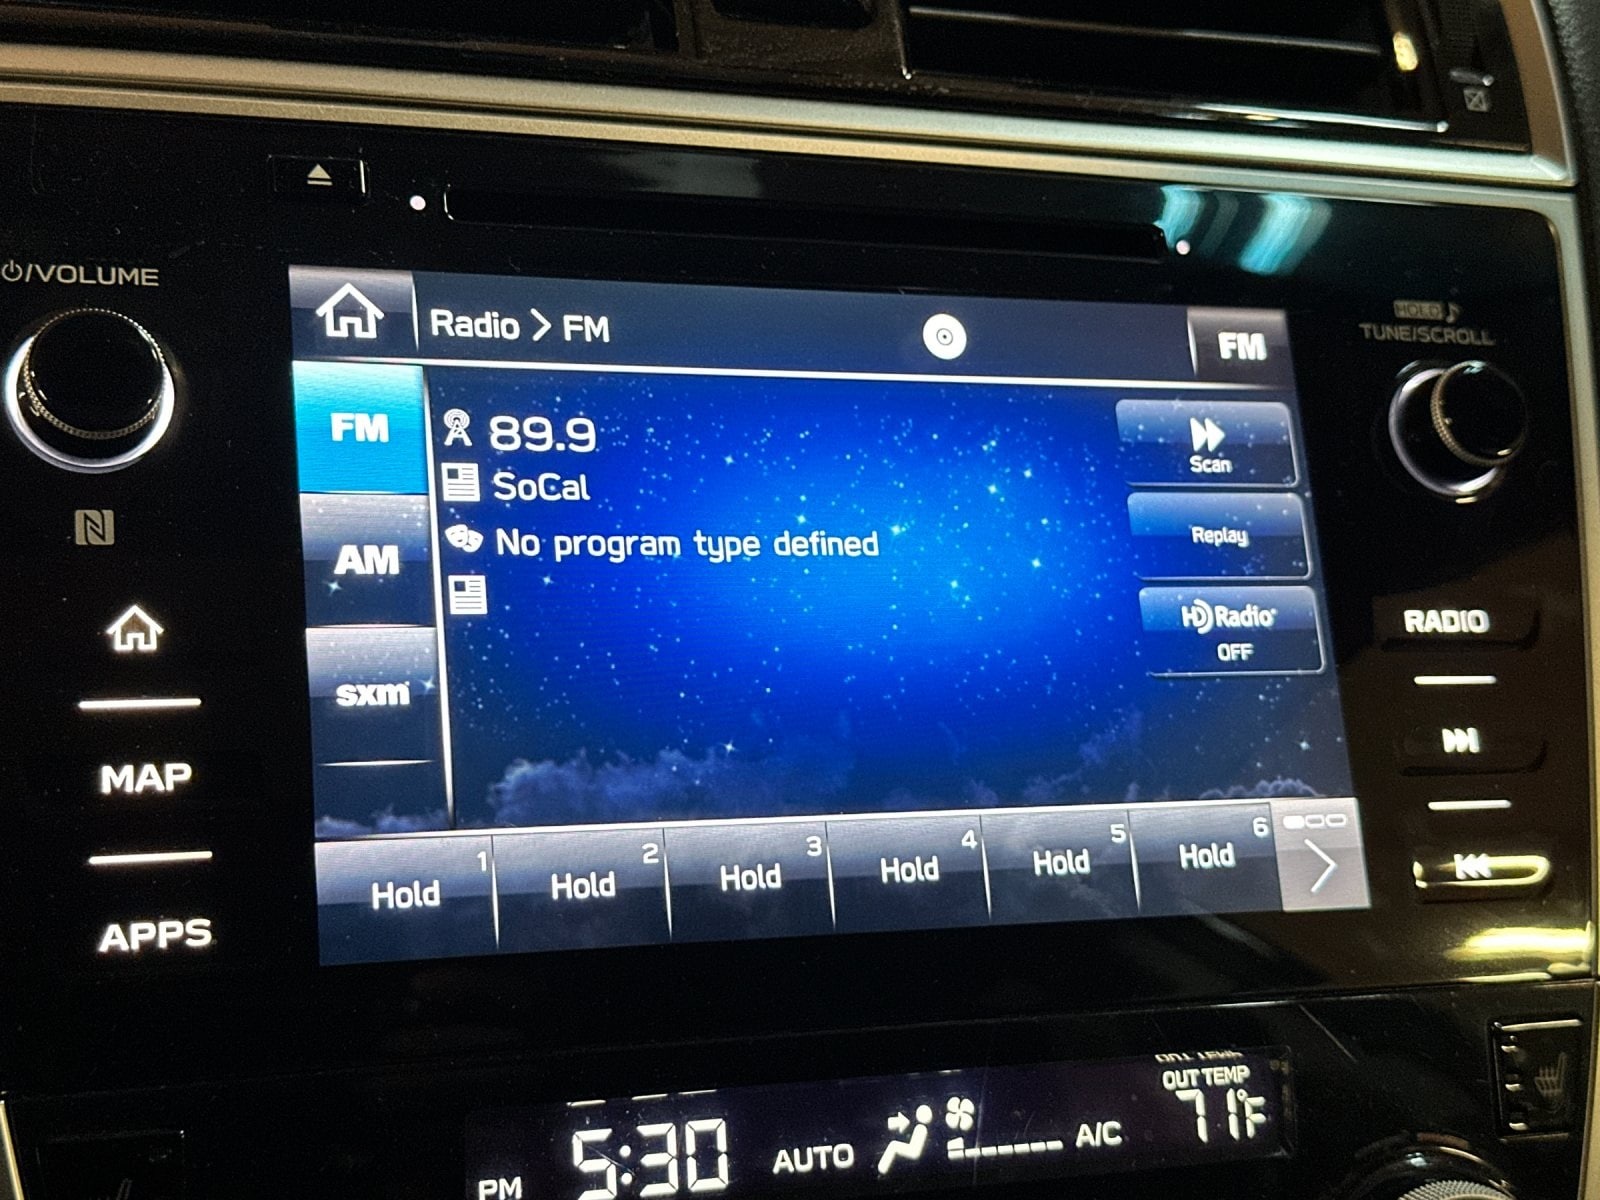 /VOLUME
HOLD
TUNE/SCROLL
Radio > FM
FM
FM
AM
sxm
89.9
SoCal
No program type defined
Scan
Replay
HD Radio
OFF
MAP
APPS
RADIO
1
Hold
2
Hold
3
Hold
4
Hold
5
Hold
6
Hold
PM 5:30
AUTO
A/C
OUT TEMP
71°F